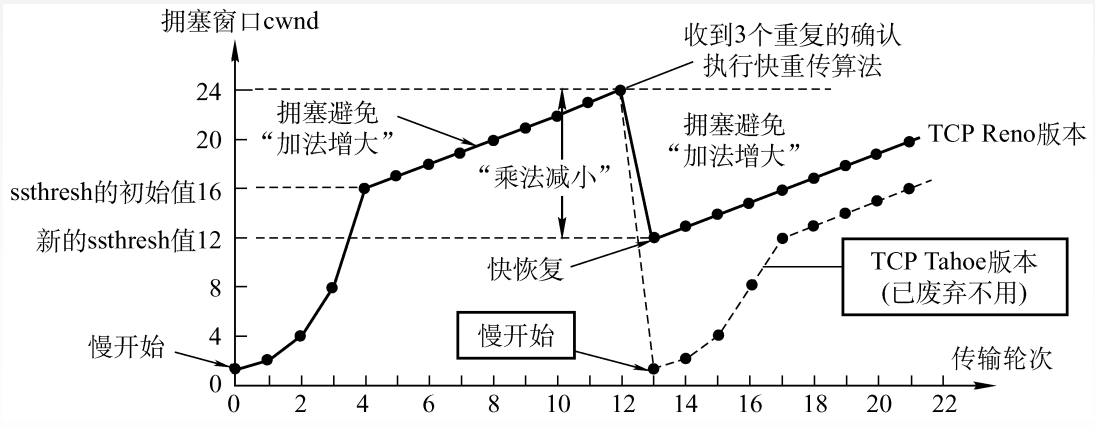 拥塞窗口cwnd
收到3个重复的确认
执行快重传算法
24
拥塞避免
“加法增大”
拥塞避免
“加法增大”
TCP Reno版本
20
“乘法减小”
ssthresh的初始值16
新的ssthresh值12
快恢复
TCP Tahoe版本
(已废弃不用)
8
慢开始
4
慢开始
传输轮次
0
0 2 4 6 8 10 12 14 16 18 20 22